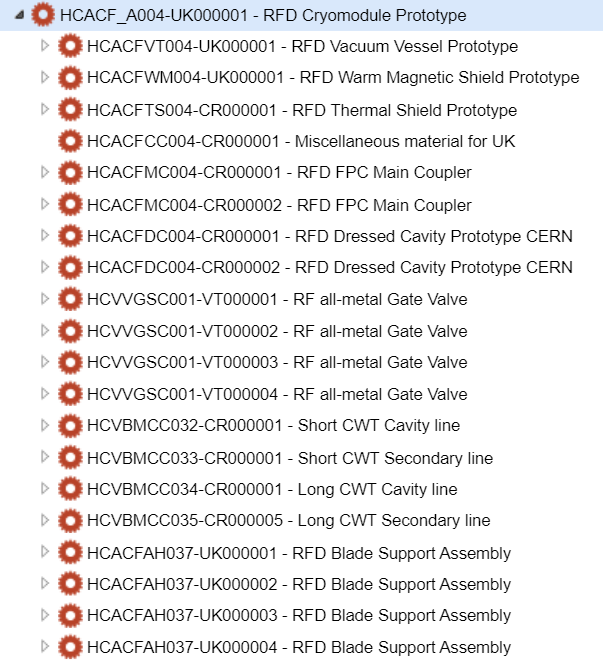 HCACF_A004-UK000001 - RFD Cryomodule Prototype
HCACFVT004-UK000001 - RFD Vacuum Vessel Prototype
HCACFWM004-UK000001 - RFD Warm Magnetic Shield Prototype
HCACFTS004-CR000001 - RFD Thermal Shield Prototype
HCACFCC004-CR000001 - Miscellaneous material for UK
HCACFMC004-CR000001 - RFD FPC Main Coupler
HCACFMC004-CR000002 - RFD FPC Main Coupler
HCACFDC004-CR000001 - RFD Dressed Cavity Prototype CERN
HCACFDC004-CR000002 - RFD Dressed Cavity Prototype CERN
HCVVGSC001-VT000001 - RF all-metal Gate Valve
HCVVGSC001-VT000002 - RF all-metal Gate Valve
HCVVGSC001-VT000003 - RF all-metal Gate Valve
HCVVGSC001-VT000004 - RF all-metal Gate Valve
HCVBMCC032-CR000001 - Short CWT Cavity line
HCVBMCC033-CR000001 - Short CWT Secondary line
HCVBMCC034-CR000001 - Long CWT Cavity line
HCVBMCC035-CR000005 - Long CWT Secondary line
HCACFAH037-UK000001 - RFD Blade Support Assembly
HCACFAH037-UK000002 - RFD Blade Support Assembly
HCACFAH037-UK000003 - RFD Blade Support Assembly
HCACFAH037-UK000004 - RFD Blade Support Assembly